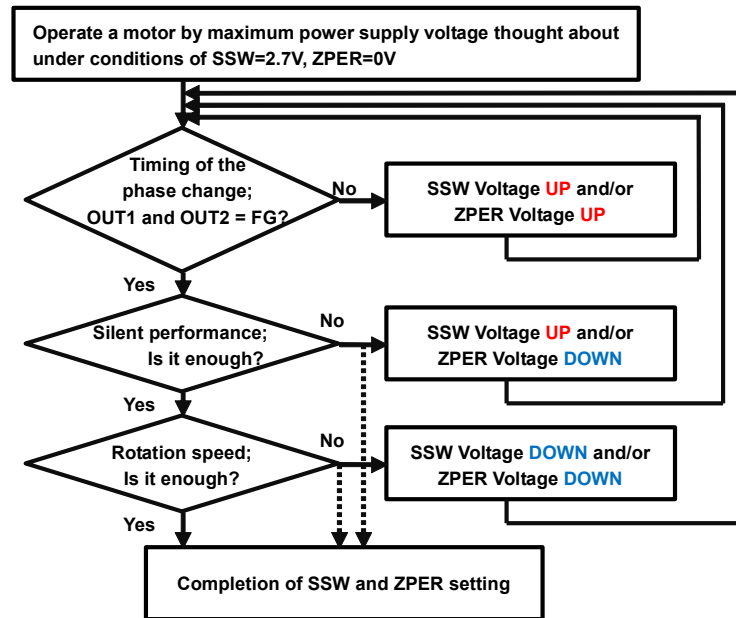 Operate a motor by maximum power supply voltage thought about
under conditions of SSW=2.7V, ZPER=0V
Timing of the
phase change;
OUT1 and OUT2 = FG?
No
SSW Voltage UP and/or
ZPER Voltage UP
Yes
Silent performance;
Is it enough?
No
SSW Voltage UP and/or
ZPER Voltage DOWN
Yes
Rotation speed;
Is it enough?
No
SSW Voltage DOWN and/or
ZPER Voltage DOWN
Yes
Completion of SSW and ZPER setting